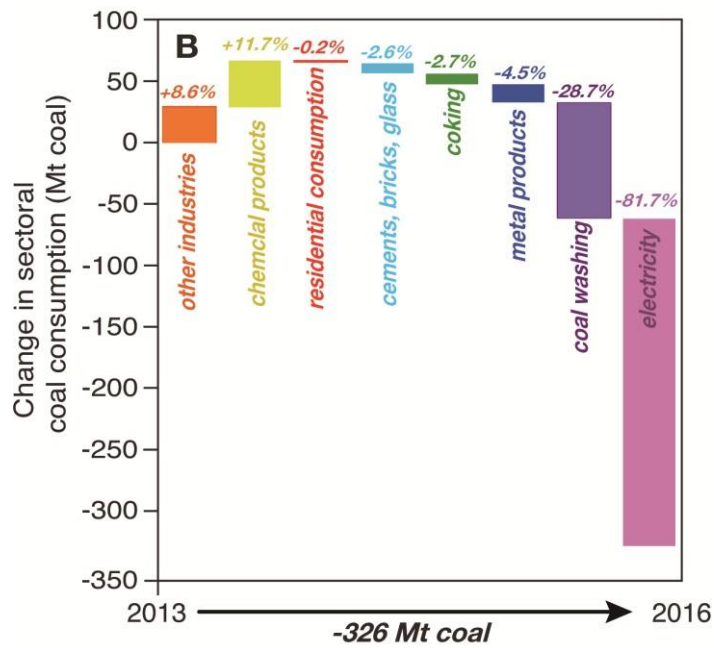 B
Change in sectoral
coal consumption (Mt coal)
100
50
0
-50
-100
-150
-200
-250
-300
-350
+8.6%
+11.7%
-0.2%
-2.6%
-2.7%
-4.5%
-28.7%
-81.7%
other industries
chemclal products
residential consumption
cements, bricks, glass
coking
metal products
coal washing
electricity
2013
2016
-326 Mt coal